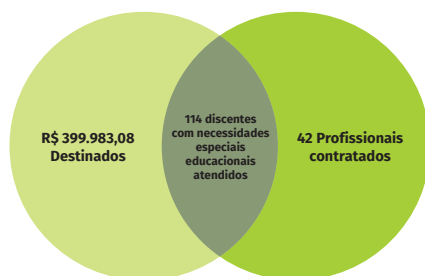 R$ 399.983,08
Destinados
114 discentes
com necessidades
especiais
educacionais
atendidos
42 Profissionais
contratados